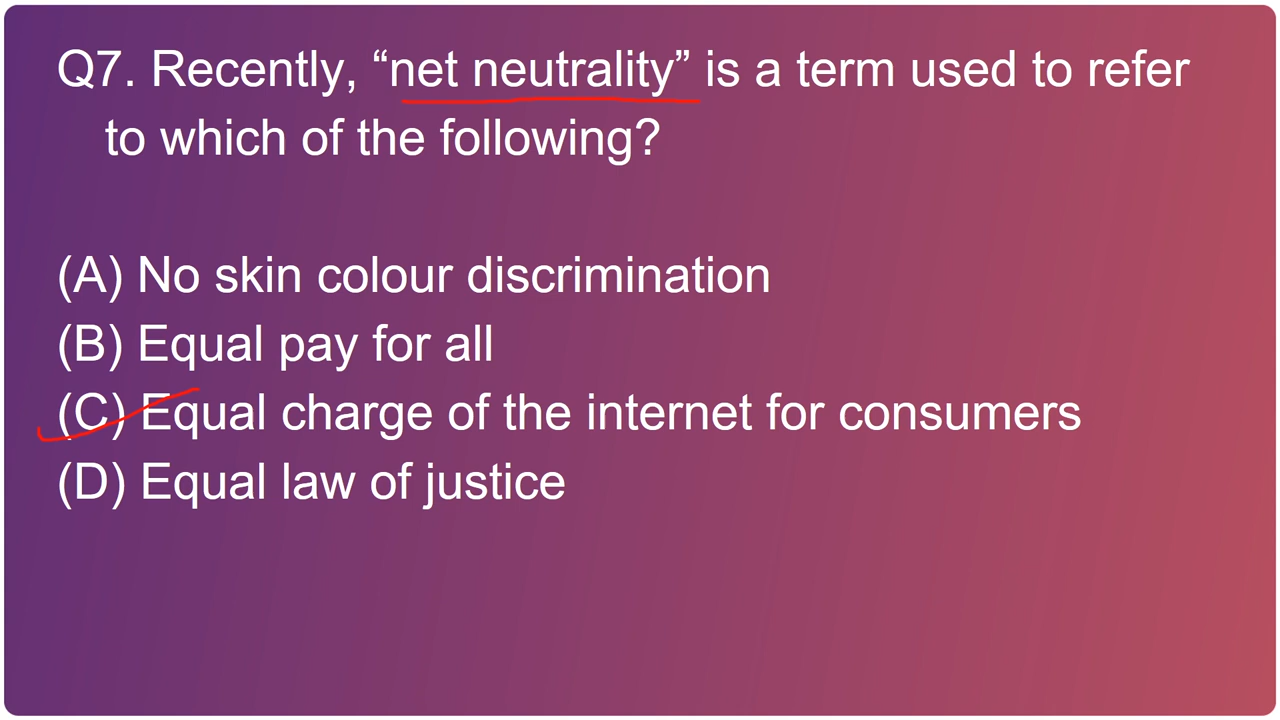 Q7. Recently, “net neutrality” is a term used to refer
to which of the following?
(A) No skin colour discrimination
(B) Equal pay for all
(C) Equal charge of the internet for consumers
(D) Equal law of justice